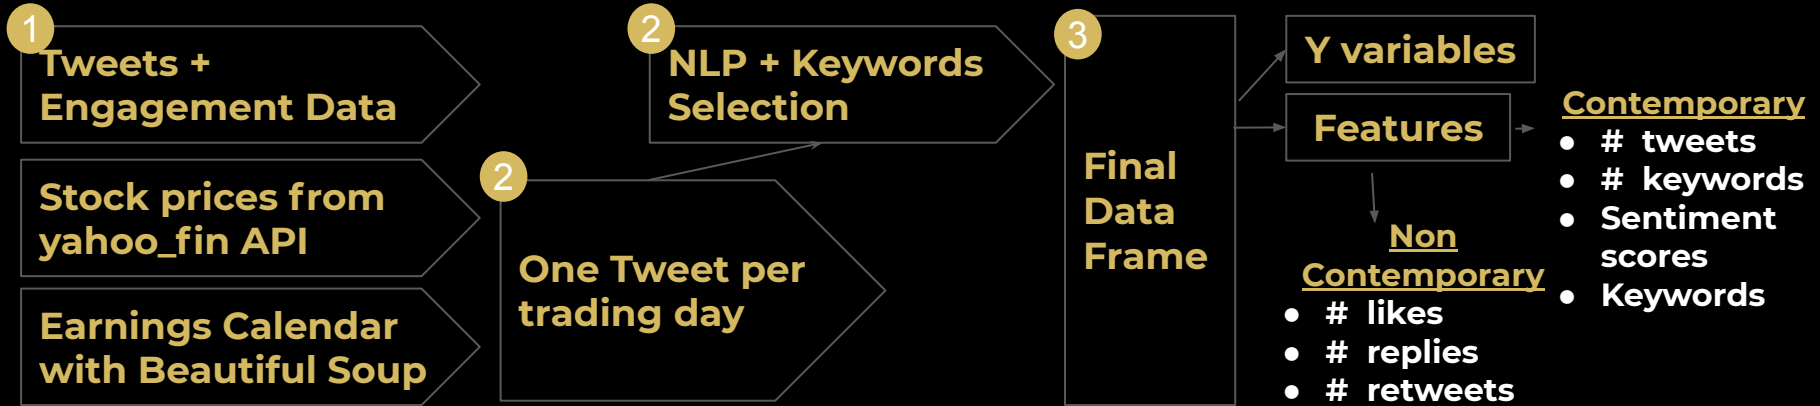 1
Tweets +
Engagement Data
Stock prices from
yahoo_fin API
Earnings Calendar
with Beautiful Soup
2
One Tweet per
trading day
2
NLP + Keywords
Selection
3
Final
Data
Frame
Y variables
Features
Non
Contemporary
● # likes
● # replies
● # retweets
Contemporary
● # tweets
● # keywords
● Sentiment
scores
● Keywords